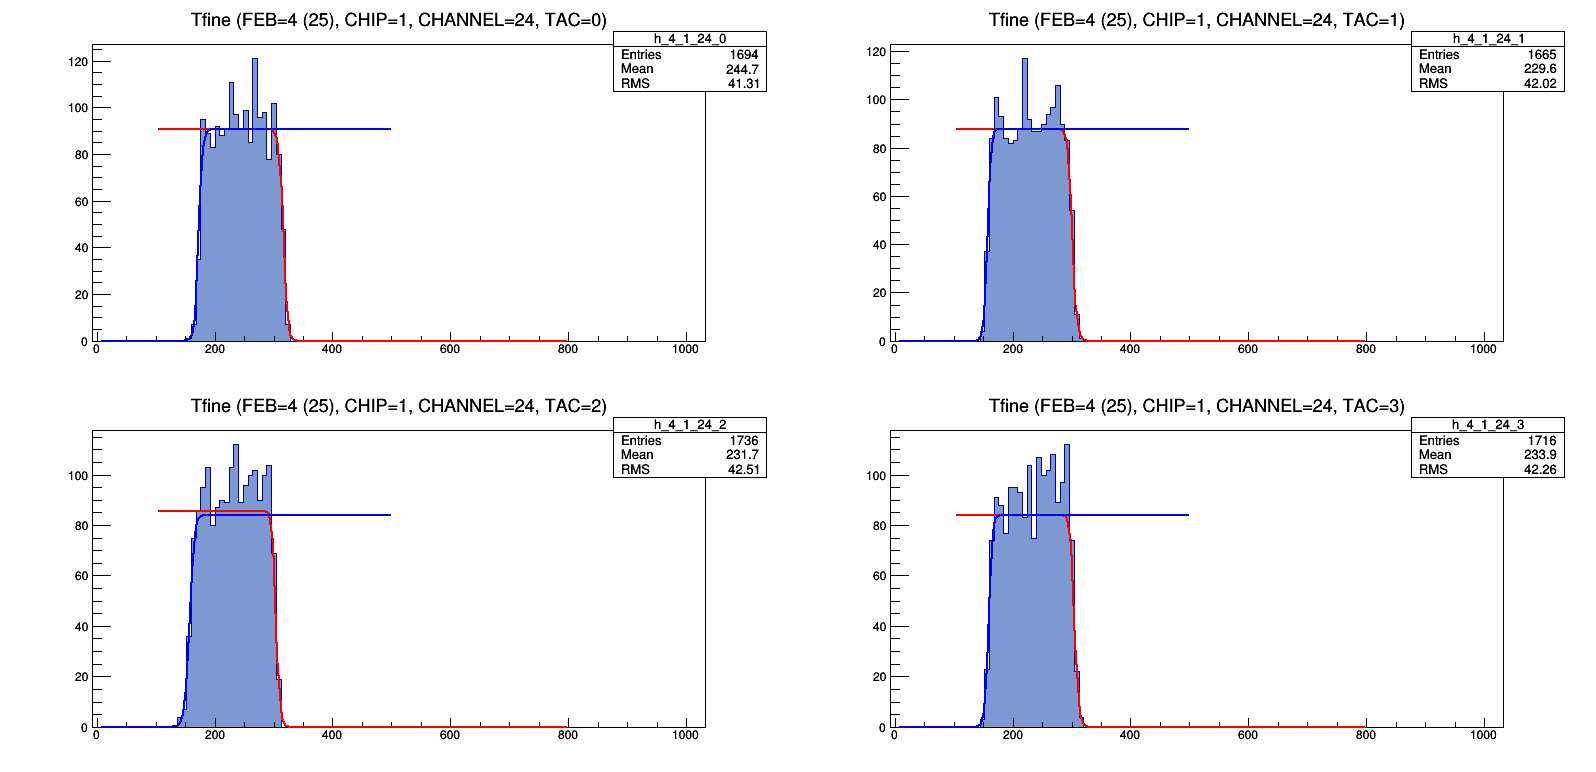 Tfine (FEB=4 (25), CHIP=1, CHANNEL=24, TAC=0)
h_4_1_24_0
Entries 1694
Mean 244.7
RMS 41.31
120
100
80
60
40
20
0
0 200 400 600 800 1000
Tfine (FEB=4 (25), CHIP=1, CHANNEL=24, TAC=1)
h_4_1_24_1
Entries 1665
Mean 229.6
RMS 42.02
120
100
80
60
40
20
0
0 200 400 600 800 1000
Tfine (FEB=4 (25), CHIP=1, CHANNEL=24, TAC=2)
h_4_1_24_2
Entries 1736
Mean 231.7
RMS 42.51
100
80
60
40
20
0
0 200 400 600 800 1000
Tfine (FEB=4 (25), CHIP=1, CHANNEL=24, TAC=3)
h_4_1_24_3
Entries 1716
Mean 233.9
RMS 42.26
100
80
60
40
20
0
0 200 400 600 800 1000